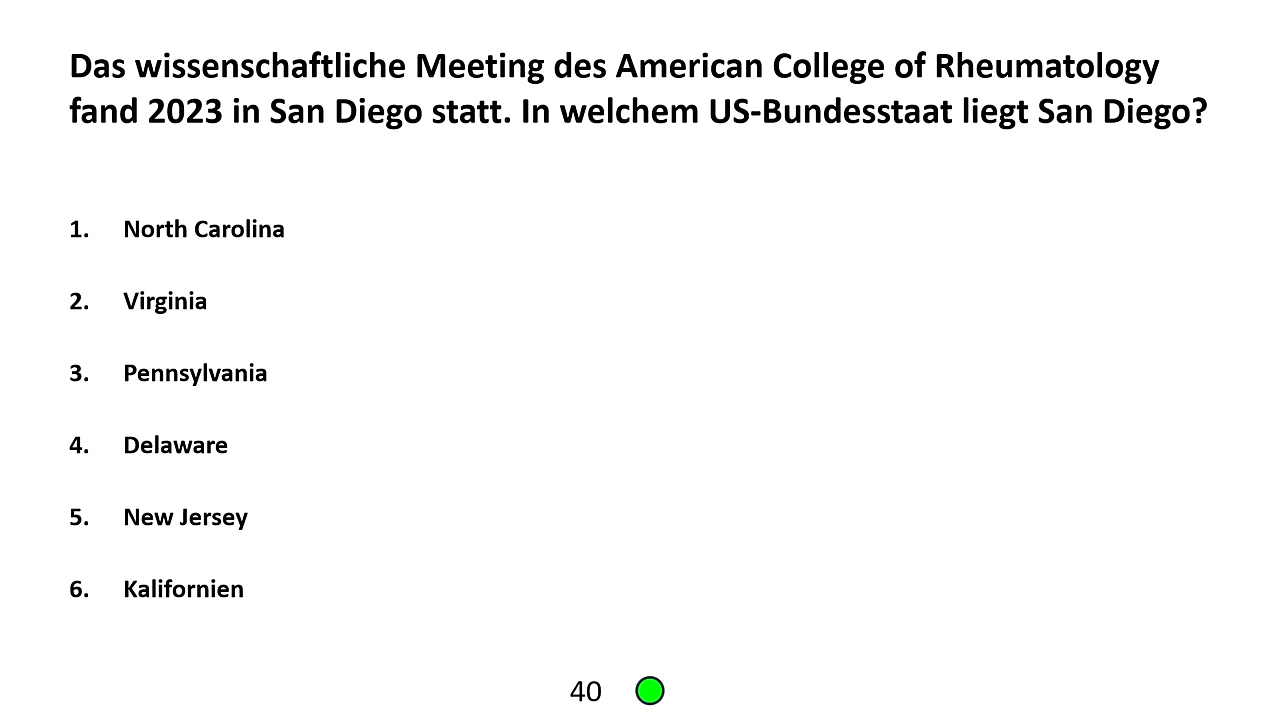 Das wissenschaftliche Meeting des American College of Rheumatology
fand 2023 in San Diego statt. In welchem US-Bundesstaat liegt San Diego?
1. North Carolina
2. Virginia
3. Pennsylvania
4. Delaware
5. New Jersey
6. Kalifornien
40